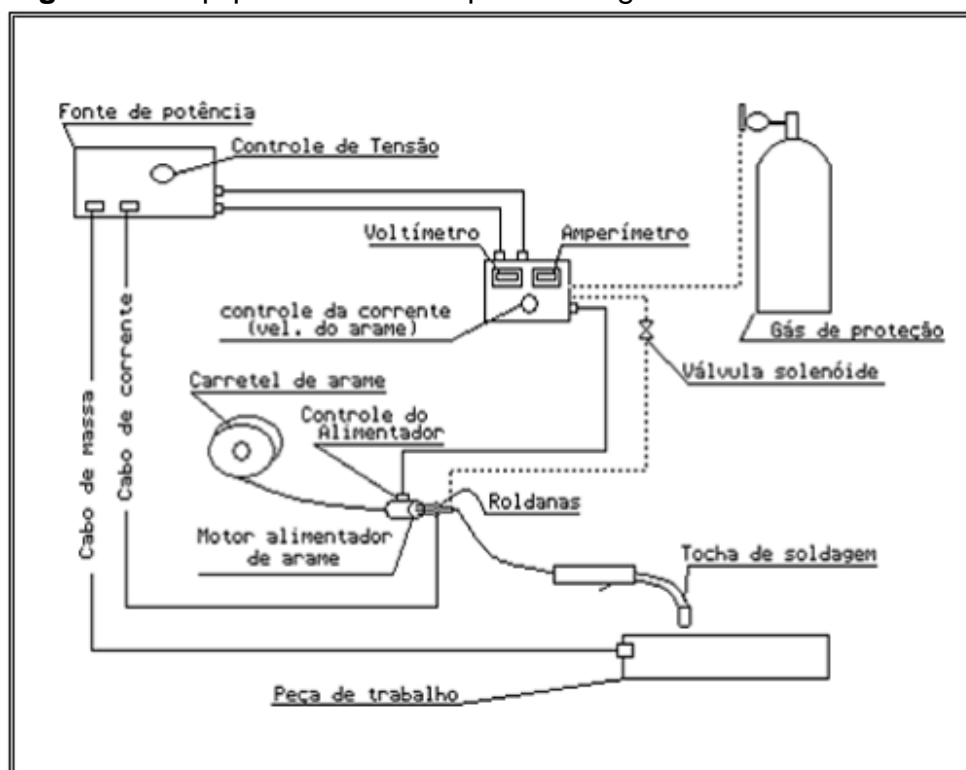 Fonte de potência
Controle de Tensão
Voltímetro
Amperímetro
controle da corrente
(vel. do arame)
Gás de proteção
Válvula solenóide
Carretel de arame
Controle do
Alimentador
Cabo de massa
Cabo de corrente
Roldanas
Motor alimentador
de arame
Tocha de soldagem
Peça de trabalho